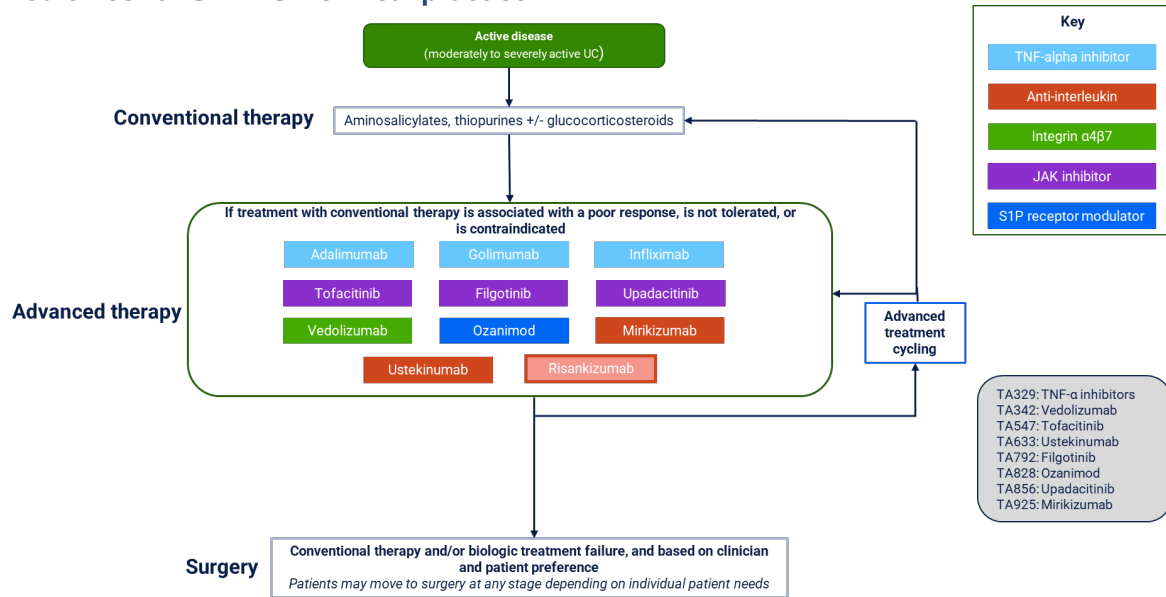 Active disease
(moderately to severely active UC)
Conventional therapy
Aminosalicylates, thiopurines +/- glucocorticosteroids
If treatment with conventional therapy is associated with a poor response, is not tolerated, or
is contraindicated
Adalimumab
Golimumab
Infliximab
Tofacitinib
Filgotinib
Upadacitinib
Advanced therapy
Vedolizumab
Ozanimod
Mirikizumab
Ustekinumab
Risankizumab
Advanced
treatment
cycling
Surgery
Conventional therapy and/or biologic treatment failure, and based on clinician
and patient preference
Patients may move to surgery at any stage depending on individual patient needs
Key
TNF-alpha inhibitor
Anti-interleukin
Integrin α4β7
JAK inhibitor
S1P receptor modulator
TA329: TNF-α inhibitors
TA342: Vedolizumab
TA547: Tofacitinib
TA633: Ustekinumab
TA792: Filgotinib
TA828: Ozanimod
TA856: Upadacitinib
TA925: Mirikizumab